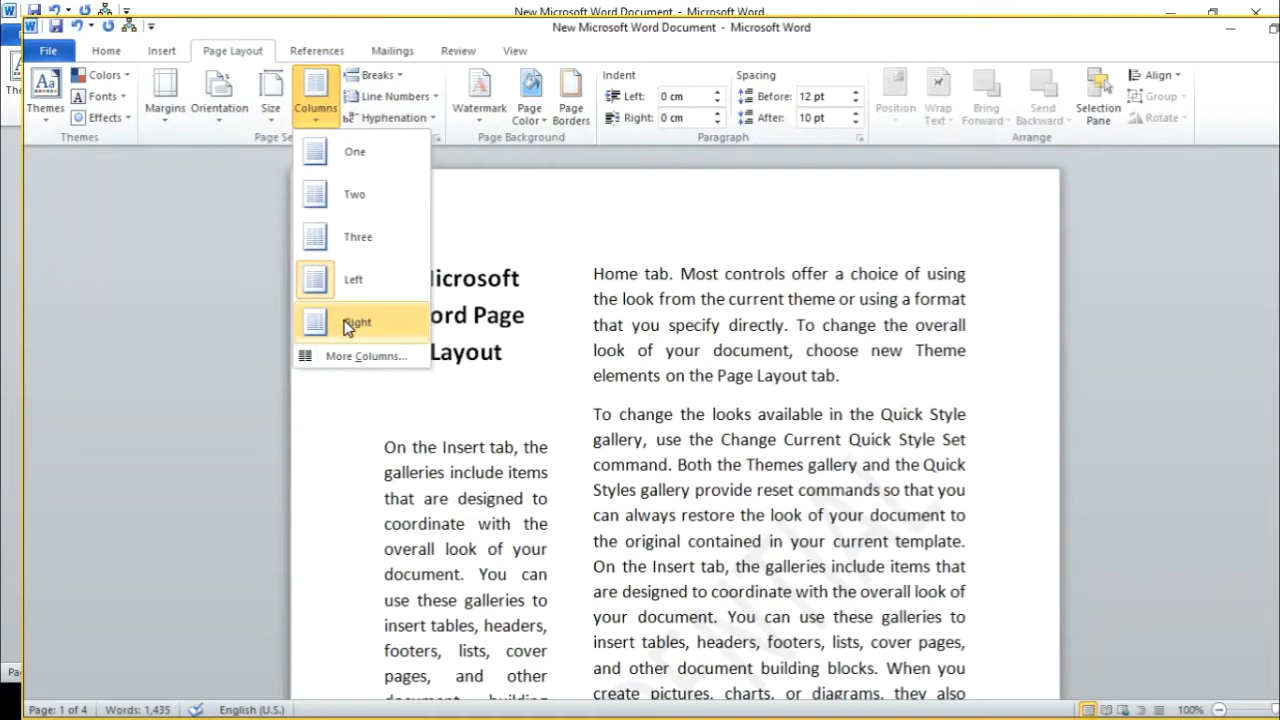 New Microsoft Word Document - Microsoft Word
New Microsoft Word Document - Microsoft Word
File Home Insert Page Layout References Mailings Review View
Themes
Colors
Fonts
Effects
Themes
Margins
Orientation
Size
Columns
Breaks
Line Numbers
Hyphenation
Page Se
Watermark
Page Color
Page Borders
Page Background
Indent
Left: 0 cm
Right: 0 cm
Spacing
Before: 12 pt
After: 10 pt
Paragraph
Position
Wrap Text
Bring Forward
Send Backward
Selection Pane
Align
Group
Rotate
Arrange
One
Two
Three
Left
Right
More Columns...
icrosoft
ord Page
Layout
On the Insert tab, the
galleries include items
that are designed to
coordinate with the
overall look of your
document. You can
use these galleries to
insert tables, headers,
footers, lists, cover
pages, and other
document building
Home tab. Most controls offer a choice of using
the look from the current theme or using a format
that you specify directly. To change the overall
look of your document, choose new Theme
elements on the Page Layout tab.
To change the looks available in the Quick Style
gallery, use the Change Current Quick Style Set
command. Both the Themes gallery and the Quick
Styles gallery provide reset commands so that you
can always restore the look of your document to
the original contained in your current template.
On the Insert tab, the galleries include items that
are designed to coordinate with the overall look of
your document. You can use these galleries to
insert tables, headers, footers, lists, cover pages,
and other document building blocks. When you
create pictures, charts, or diagrams, they also
Page: 1 of 4 Words: 1,435 English (U.S.) 100%